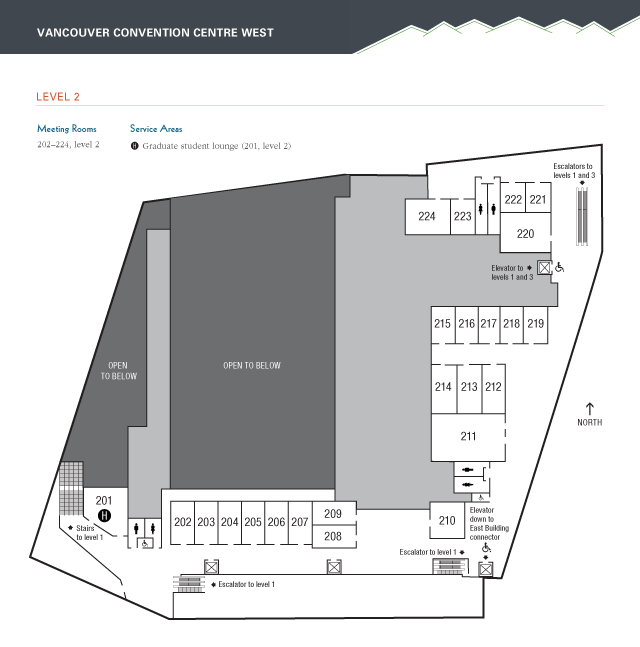 VANCOUVER CONVENTION CENTRE WEST
LEVEL 2
Meeting Rooms
202–224, level 2
Service Areas
H Graduate student lounge (201, level 2)
Escalators to
levels 1 and 3
222
221
224
223
220
Elevator to
levels 1 and 3
215
216
217
218
219
OPEN
TO BELOW
OPEN TO BELOW
214
213
212
NORTH
211
201
H
Stairs
to level 1
202
203
204
205
206
207
209
208
210
Elevator
down to
East Building
connector
Escalator to level 1
Escalator to level 1